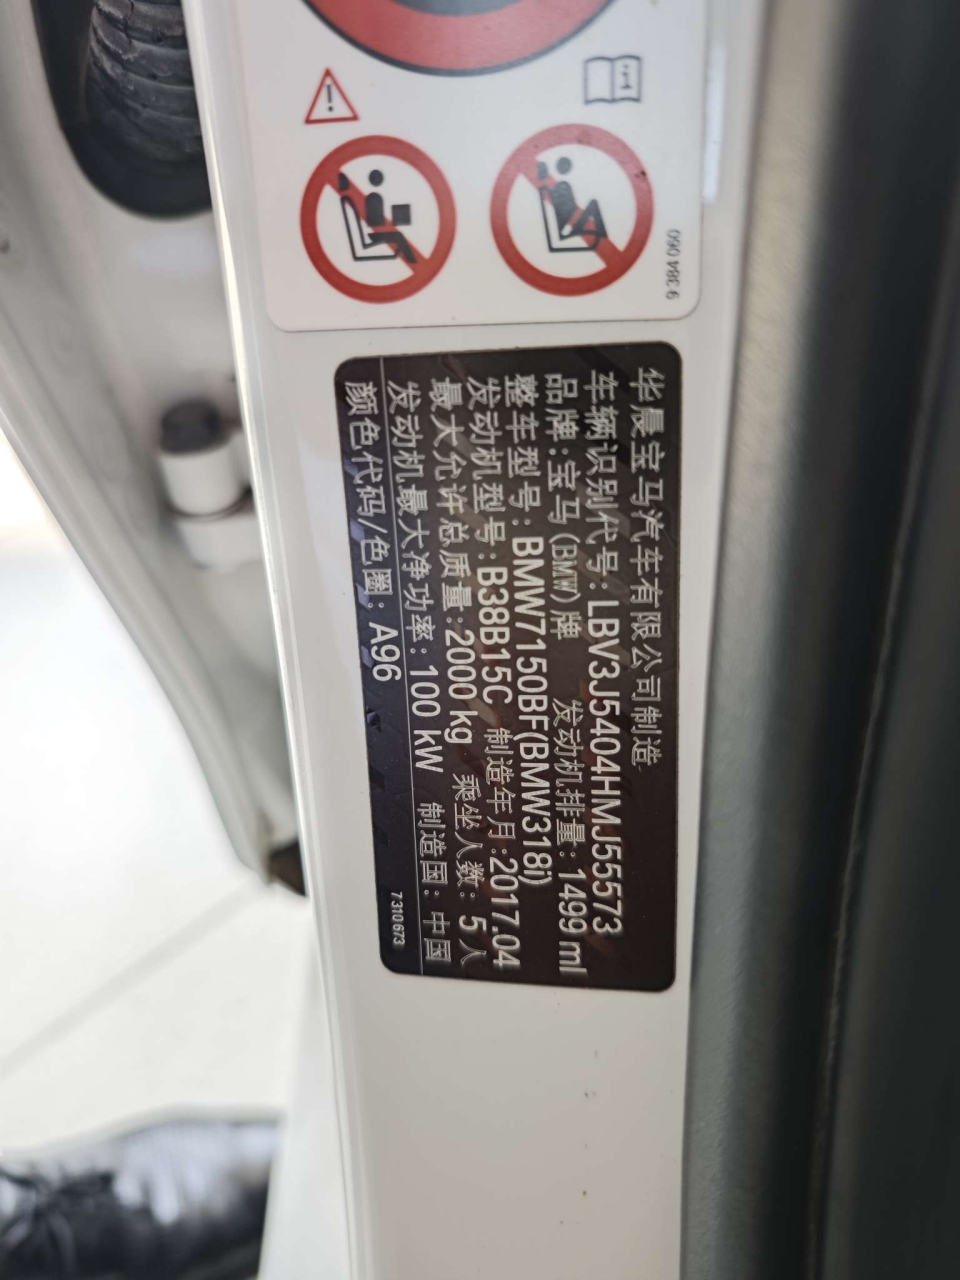 9 384 060
华晨宝马汽车有限公司制造
车辆识别代号: LBV3J5404HMJ55573
品牌:宝马(BMW)牌 发动机排量: 1499 ml
整车型号: BMW7150BF(BMW318i)
发动机型号:B38B15C 制造年月:2017.04
最大允许总质量:2000 kg 乘坐人数: 5 人
发动机最大净功率: 100 kW 制造国: 中国
颜色代码/色圈: A96
7310673